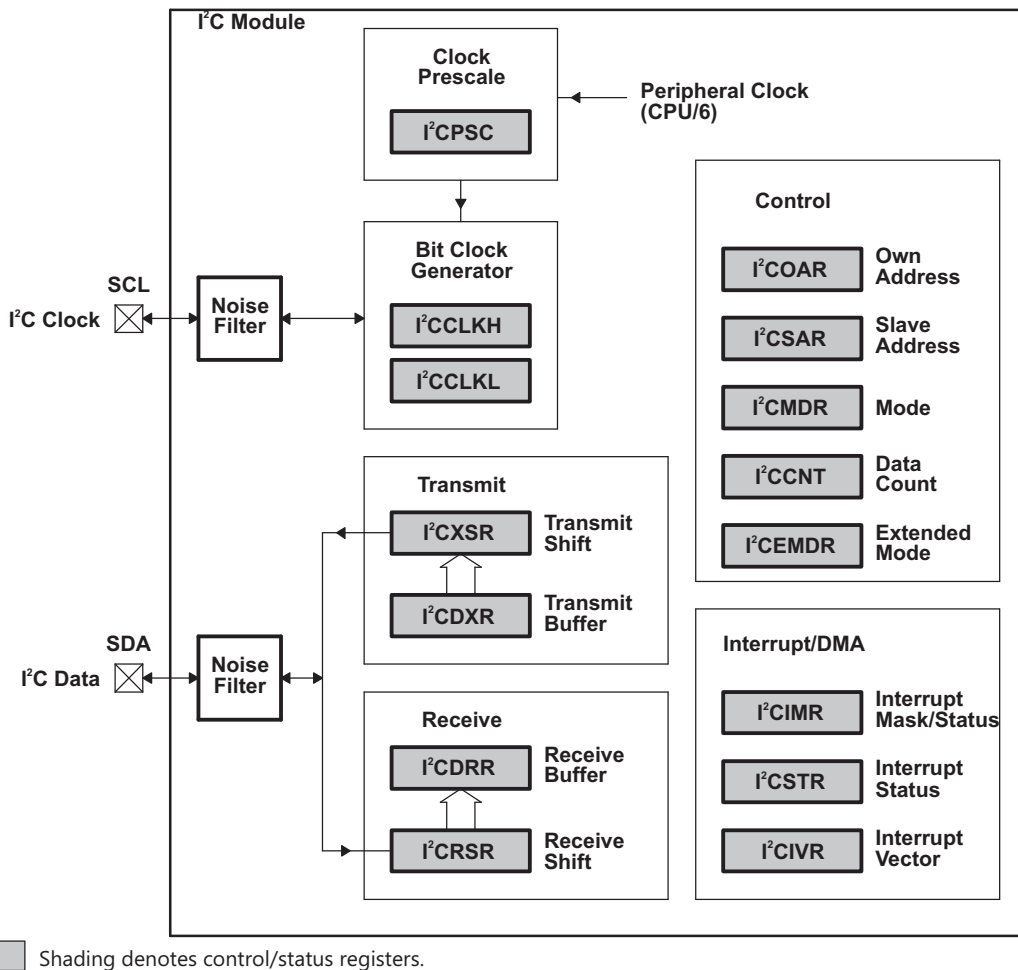 I²C Module
Clock
Prescale
I²CPSC
Peripheral Clock
(CPU/6)
Bit Clock
Generator
I²CCLKH
I²CCLKL
SCL
I²C Clock
Noise
Filter
Control
I²COAR
Own
Address
I²CSAR
Slave
Address
I²CMDR
Mode
I²CCNT
Data
Count
I²CEMDR
Extended
Mode
Transmit
I²CXSR
Transmit
Shift
I²CDXR
Transmit
Buffer
SDA
I²C Data
Noise
Filter
Receive
I²CDRR
Receive
Buffer
I²CRSR
Receive
Shift
Interrupt/DMA
I²CIMR
Interrupt
Mask/Status
I²CSTR
Interrupt
Status
I²CIVR
Interrupt
Vector
Shading denotes control/status registers.